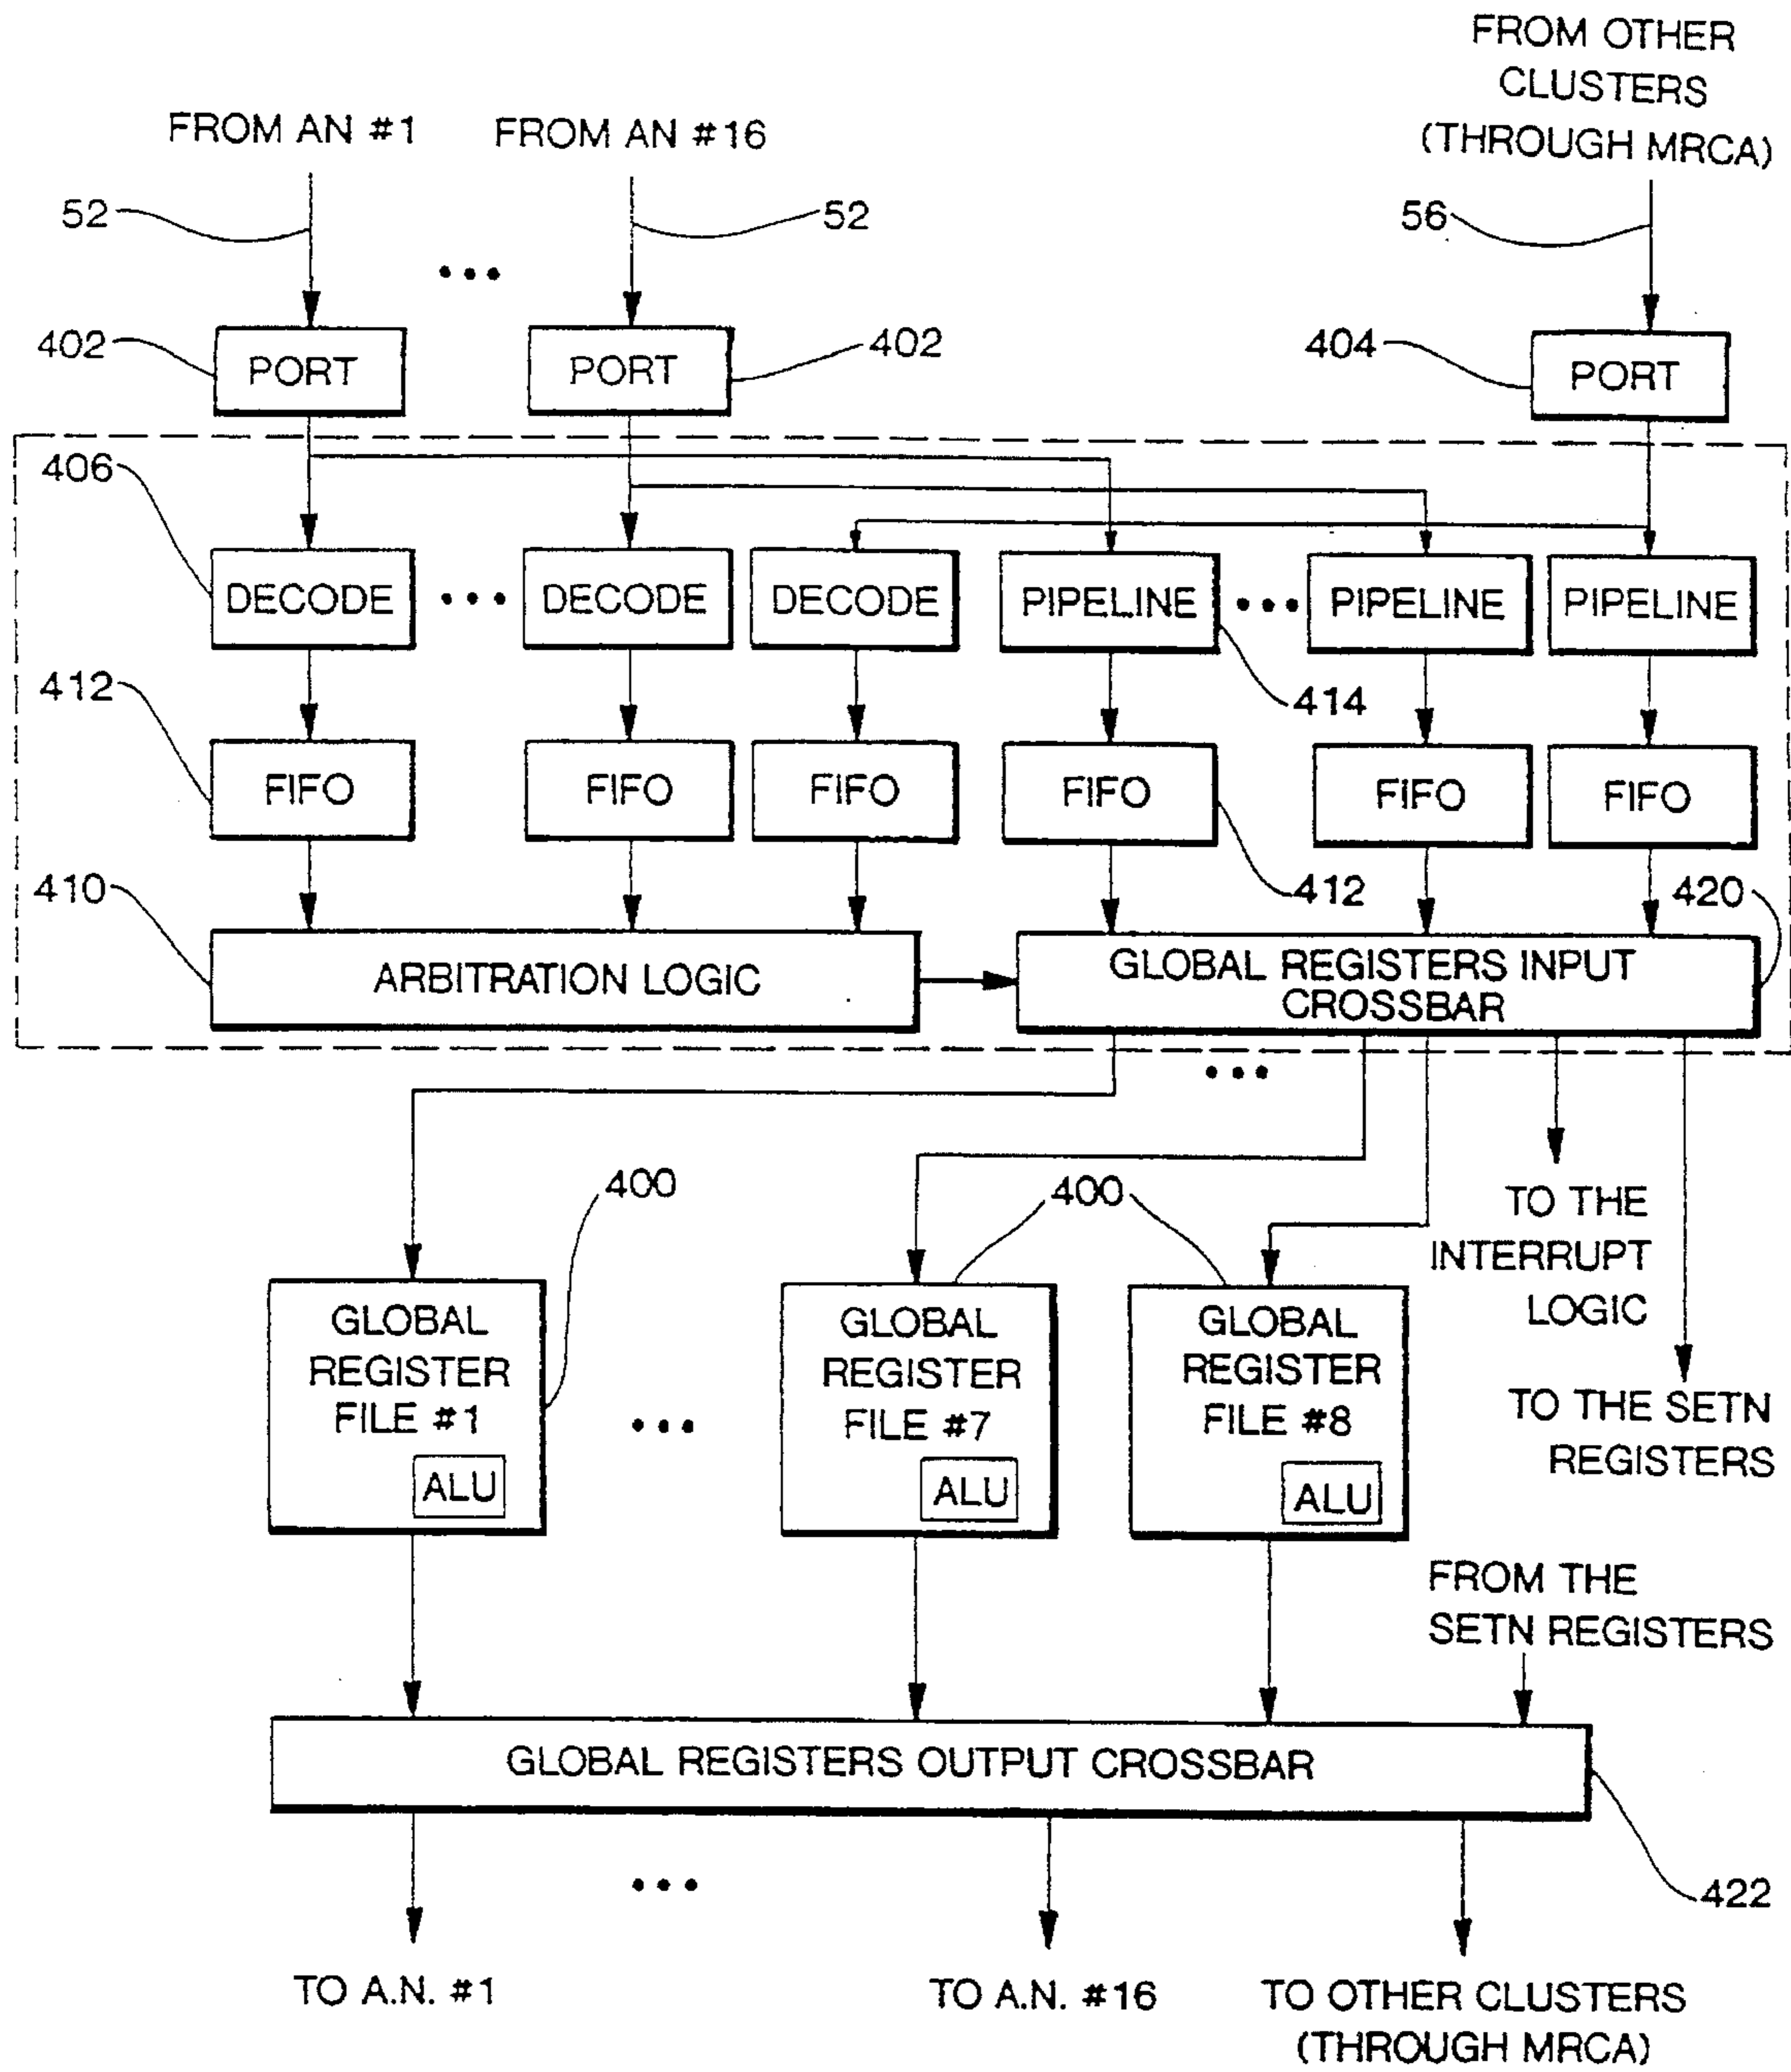 FROM OTHER
CLUSTERS
(THROUGH MRCA)
FROM AN #1
FROM AN #16
52
52
56
402
PORT
PORT
402
404
PORT
406
DECODE
DECODE
DECODE
PIPELINE
PIPELINE
PIPELINE
412
414
FIFO
FIFO
FIFO
FIFO
FIFO
FIFO
410
412
420
ARBITRATION LOGIC
GLOBAL REGISTERS INPUT
CROSSBAR
400
400
TO THE
INTERRUPT
LOGIC
GLOBAL
REGISTER
FILE #1
ALU
400
GLOBAL
REGISTER
FILE #7
ALU
GLOBAL
REGISTER
FILE #8
ALU
TO THE SETN
REGISTERS
FROM THE
SETN REGISTERS
GLOBAL REGISTERS OUTPUT CROSSBAR
422
TO A.N. #1
TO A.N. #16
TO OTHER CLUSTERS
(THROUGH MRCA)